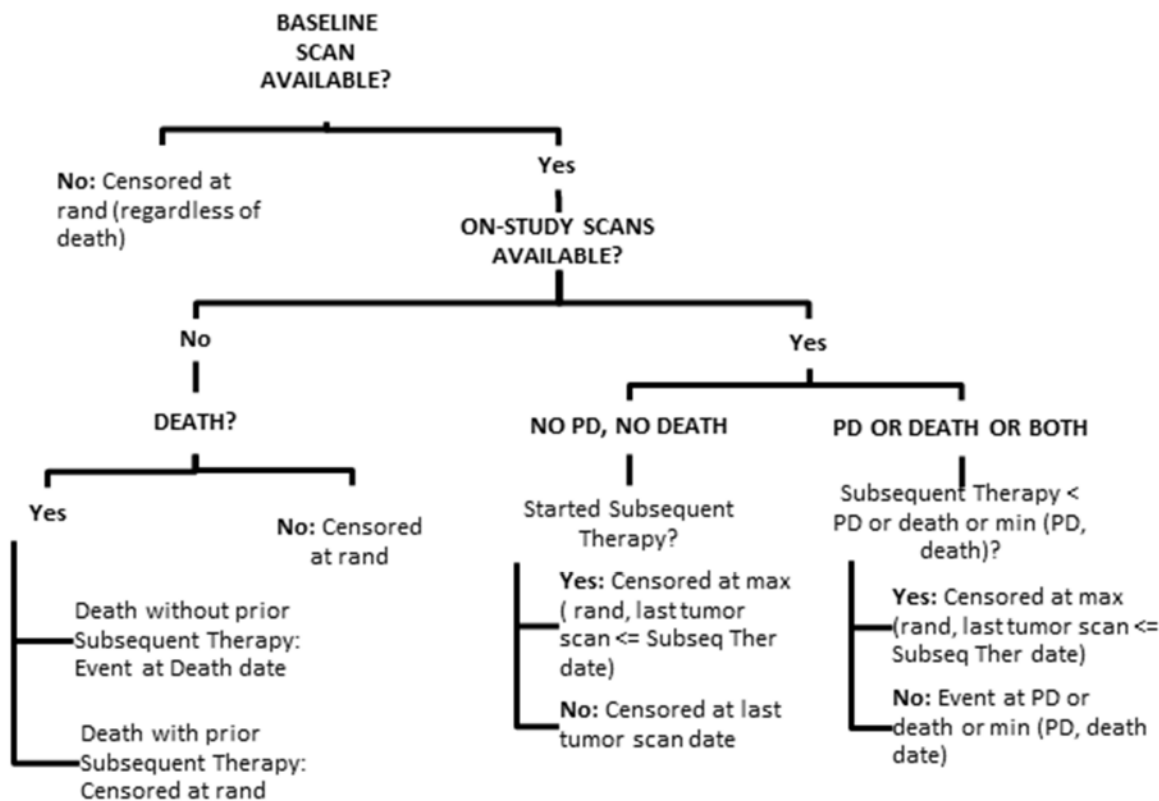 BASELINE
SCAN
AVAILABLE?
No: Censored at
rand (regardless of
death)
Yes
ON-STUDY SCANS
AVAILABLE?
No
Yes
DEATH?
Yes
No: Censored
at rand
Death without prior
Subsequent Therapy:
Event at Death date
Death with prior
Subsequent Therapy:
Censored at rand
NO PD, NO DEATH
Started Subsequent
Therapy?
Yes: Censored at max
( rand, last tumor
scan <= Subseq Ther
date)
No: Censored at last
tumor scan date
PD OR DEATH OR BOTH
Subsequent Therapy <
PD or death or min (PD,
death)?
Yes: Censored at max
(rand, last tumor scan <=
Subseq Ther date)
No: Event at PD or
death or min (PD, death
date)